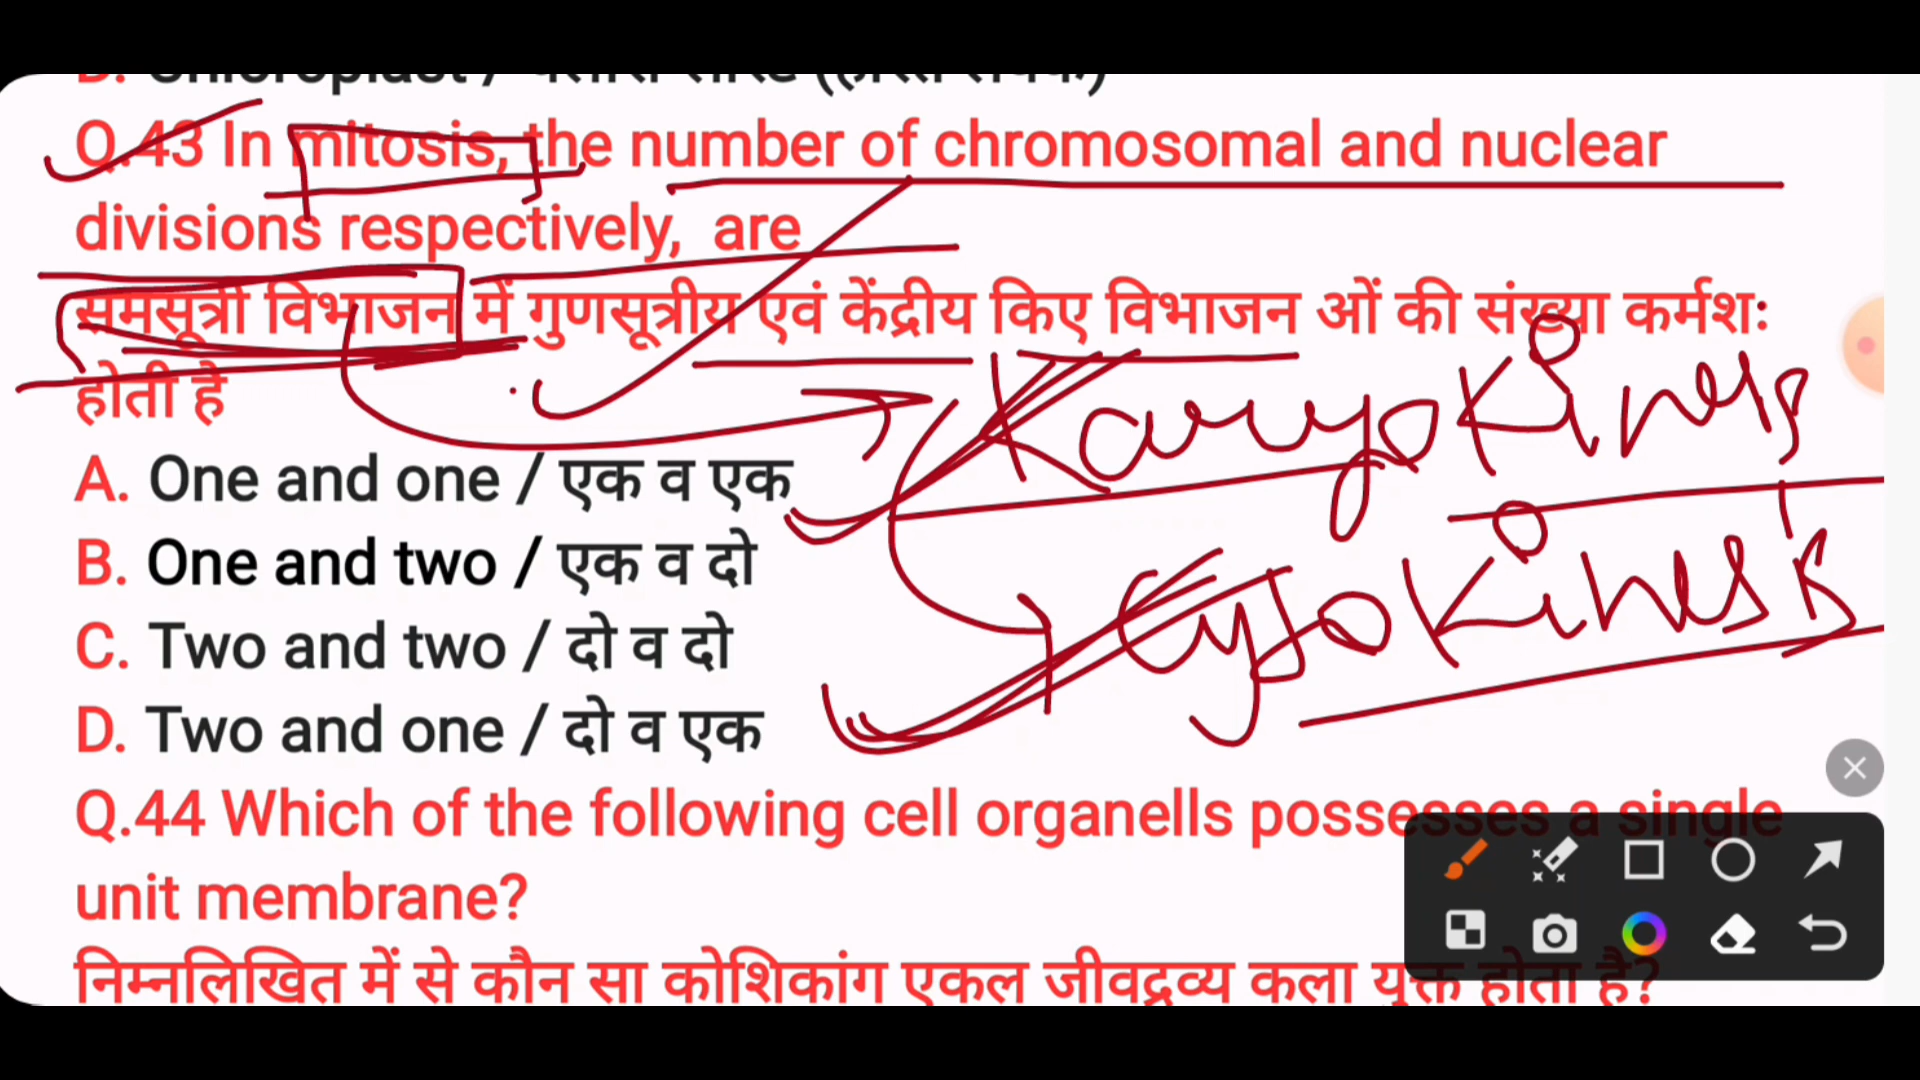 Q.43 In mitosis, the number of chromosomal and nuclear
divisions respectively, are
समसूत्री विभाजन में गुणसूत्रीय एवं केंद्रीय किए विभाजन ओं की संख्या कर्मशः
होती है
Karyokinesis
A. One and one / एक व एक
B. One and two / एक व दो
Cytokinesis
C. Two and two / दो व दो
D. Two and one / दो व एक
Q.44 Which of the following cell organells possesses a single
unit membrane?
निम्नलिखित में से कौन सा कोशिकांग एकल जीवद्रव्य कला युक्त होता है?